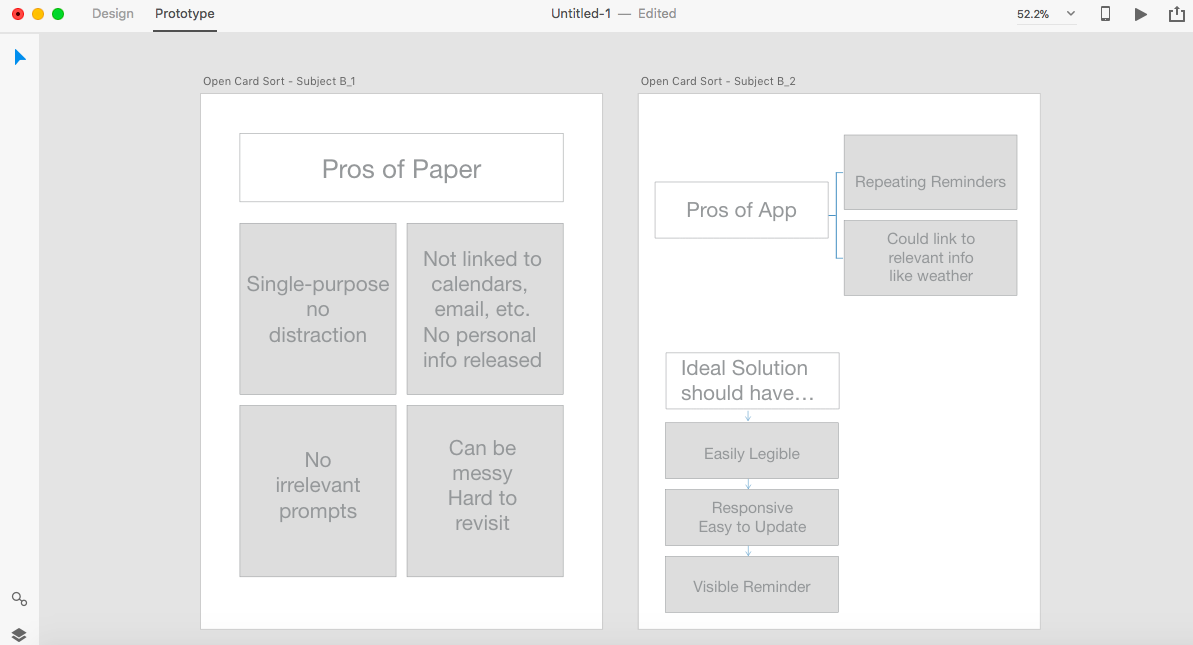 Design Prototype Untitled-1 — Edited 52.2%
Open Card Sort - Subject B_1
Pros of Paper
Single-purpose
no
distraction
Not linked to
calendars,
email, etc.
No personal
info released
No
irrelevant
prompts
Can be
messy
Hard to
revisit
Open Card Sort - Subject B_2
Pros of App
Repeating Reminders
Could link to
relevant info
like weather
Ideal Solution
should have…
Easily Legible
Responsive
Easy to Update
Visible Reminder